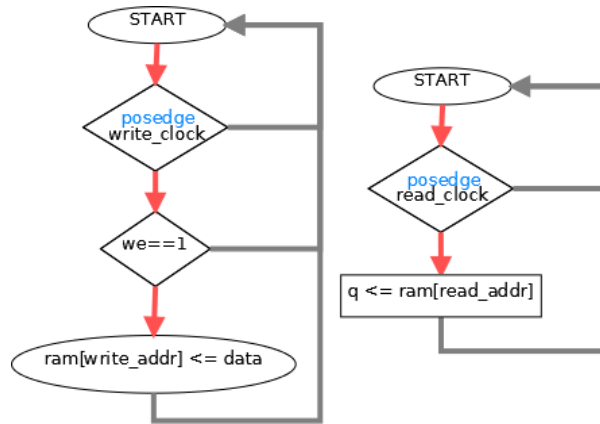 START
posedge
write_clock
we==1
ram[write_addr] <= data
START
posedge
read_clock
q <= ram[read_addr]